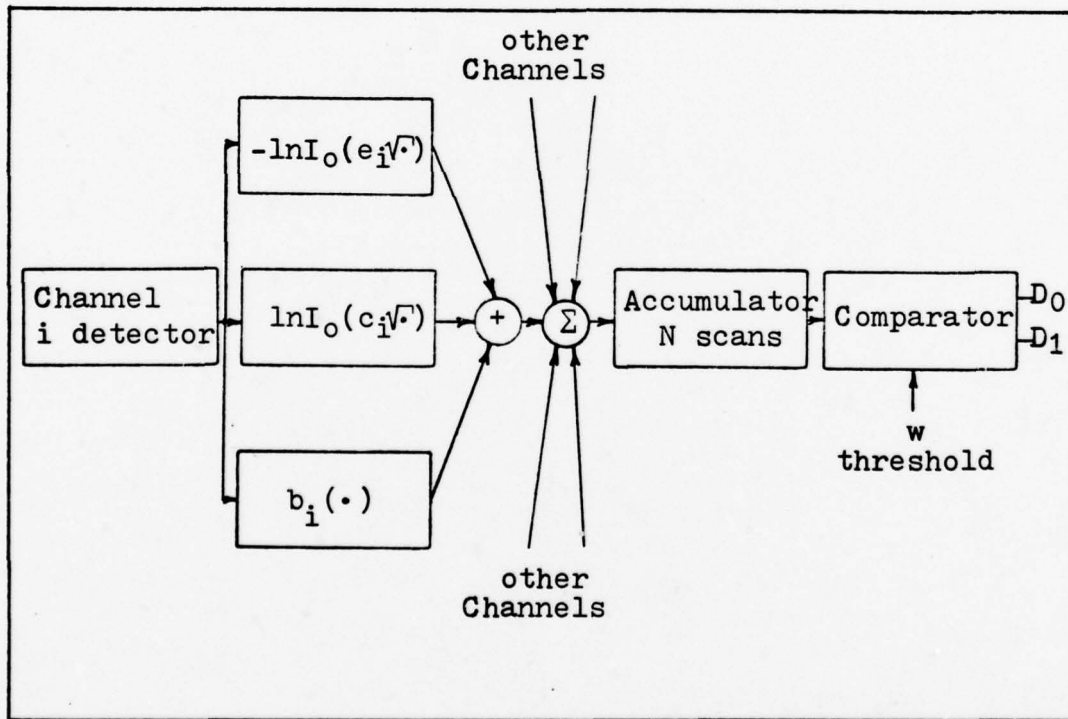 other
Channels
-lnI₀(eᵢ√·)
Channel
i detector
lnI₀(cᵢ√·)
+
Σ
Accumulator
N scans
Comparator
D₀
D₁
bᵢ(·)
w
threshold
other
Channels